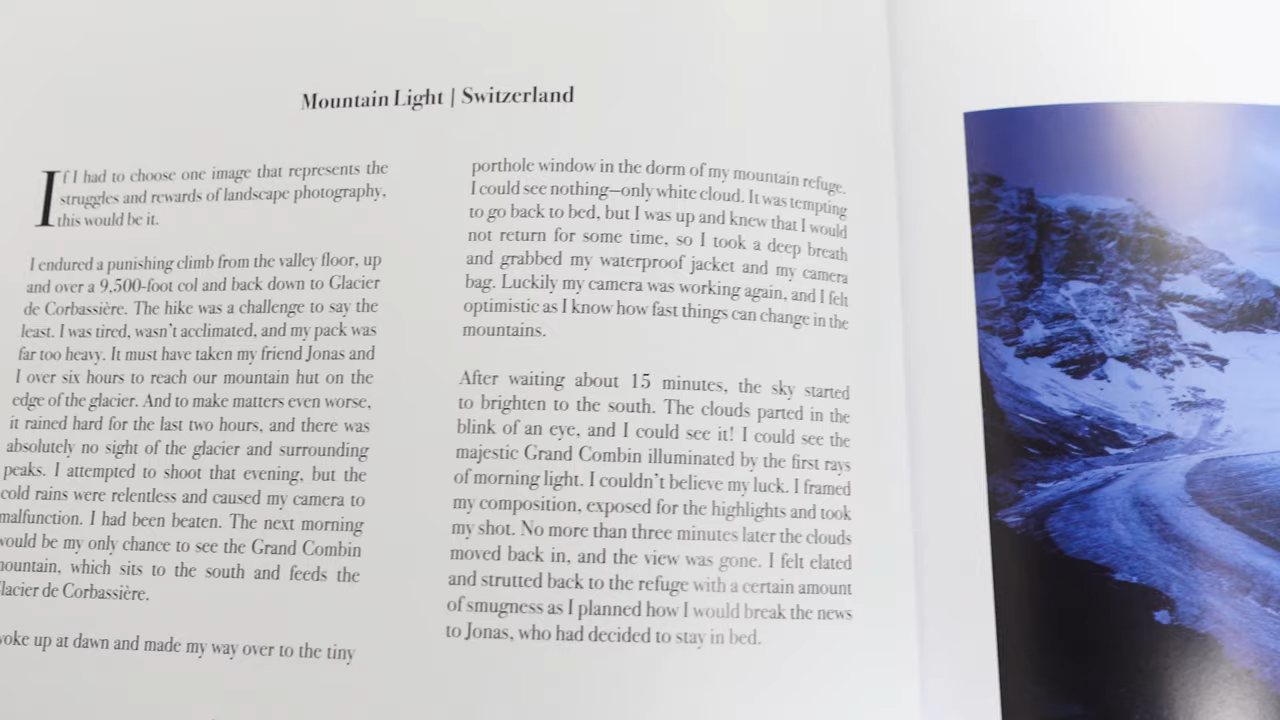 Mountain Light | Switzerland
If I had to choose one image that represents the
struggles and rewards of landscape photography,
this would be it.
I endured a punishing climb from the valley floor, up
and over a 9,500-foot col and back down to Glacier
de Corbassière. The hike was a challenge to say the
least. I was tired, wasn't acclimated, and my pack was
far too heavy. It must have taken my friend Jonas and
I over six hours to reach our mountain hut on the
edge of the glacier. And to make matters even worse,
it rained hard for the last two hours, and there was
absolutely no sight of the glacier and surrounding
peaks. I attempted to shoot that evening, but the
cold rains were relentless and caused my camera to
malfunction. I had been beaten. The next morning
would be my only chance to see the Grand Combin
mountain, which sits to the south and feeds the
Glacier de Corbassière.
woke up at dawn and made my way over to the tiny
porthole window in the dorm of my mountain refuge.
I could see nothing—only white cloud. It was tempting
to go back to bed, but I was up and knew that I would
not return for some time, so I took a deep breath
and grabbed my waterproof jacket and my camera
bag. Luckily my camera was working again, and I felt
optimistic as I know how fast things can change in the
mountains.
After waiting about 15 minutes, the sky started
to brighten to the south. The clouds parted in the
blink of an eye, and I could see it! I could see the
majestic Grand Combin illuminated by the first rays
of morning light. I couldn't believe my luck. I framed
my composition, exposed for the highlights and took
my shot. No more than three minutes later the clouds
moved back in, and the view was gone. I felt elated
and strutted back to the refuge with a certain amount
of smugness as I planned how I would break the news
to Jonas, who had decided to stay in bed.